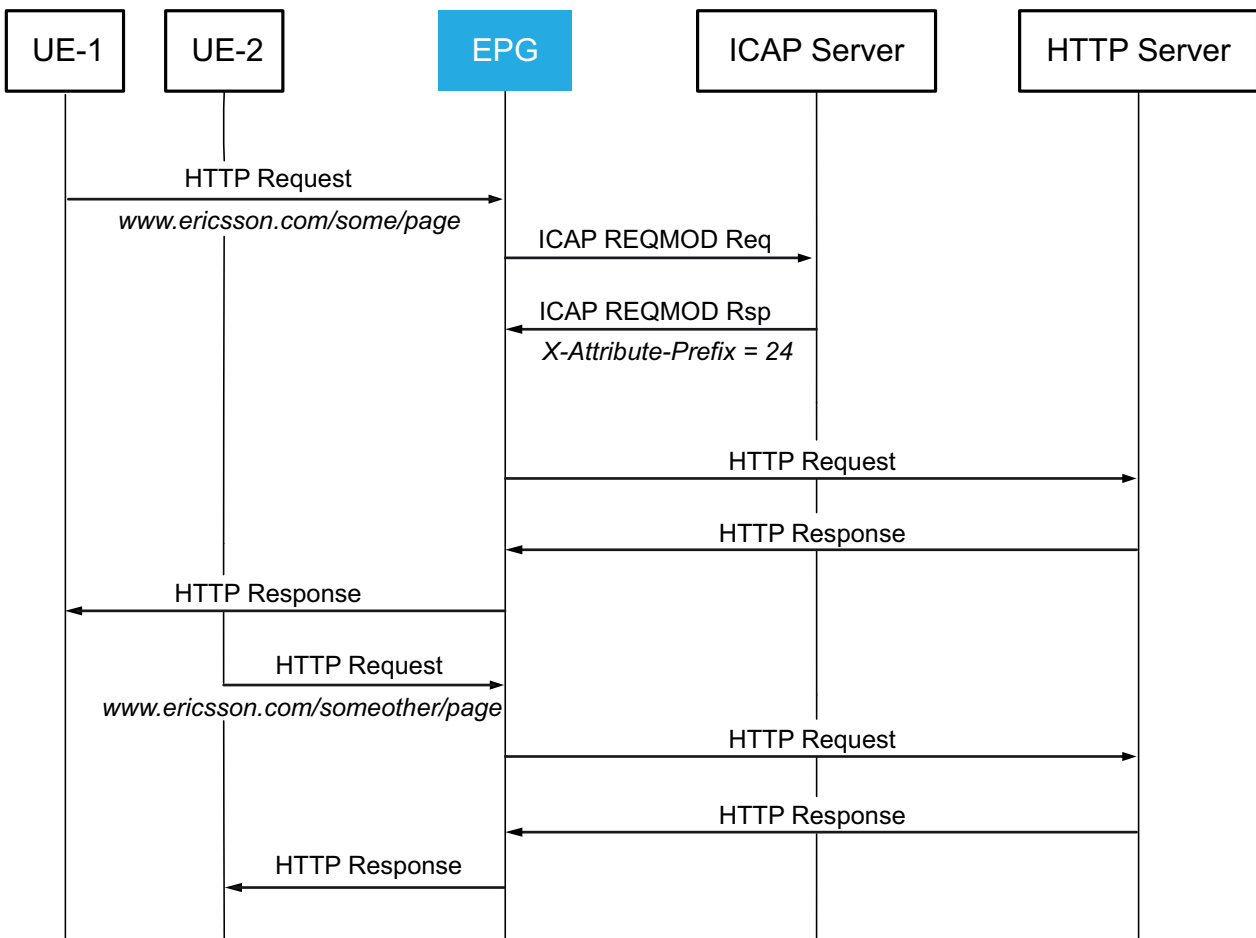 UE-1
UE-2
EPG
ICAP Server
HTTP Server
HTTP Request
www.ericsson.com/some/page
ICAP REQMOD Req
ICAP REQMOD Rsp
X-Attribute-Prefix = 24
HTTP Request
HTTP Response
HTTP Response
HTTP Request
www.ericsson.com/someother/page
HTTP Request
HTTP Response
HTTP Response